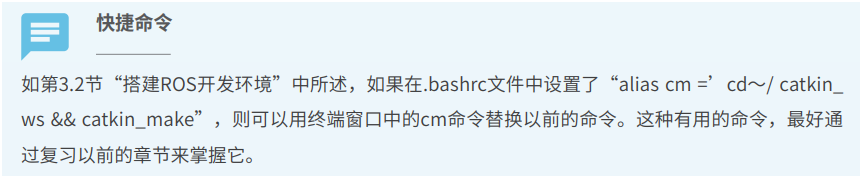 快捷命令
如第3.2节“搭建ROS开发环境”中所述，如果在.bashrc文件中设置了“alias cm =’cd～/ catkin_
ws && catkin_make”，则可以用终端窗口中的cm命令替换以前的命令。这种有用的命令，最好通
过复习以前的章节来掌握它。